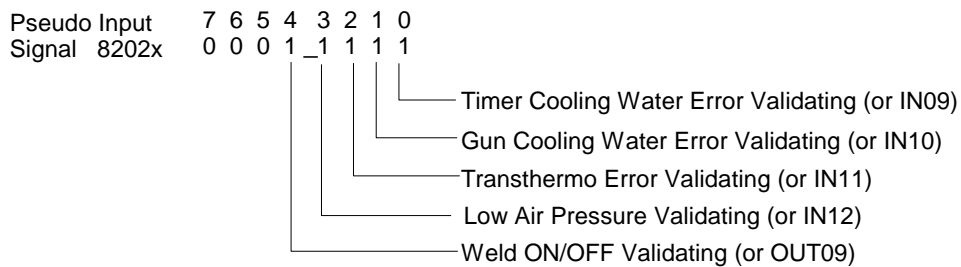 Pseudo Input 7 6 5 4 3 2 1 0
Signal 8202x 0 0 0 1 _1 1 1 1
Timer Cooling Water Error Validating (or IN09)
Gun Cooling Water Error Validating (or IN10)
Transthermo Error Validating (or IN11)
Low Air Pressure Validating (or IN12)
Weld ON/OFF Validating (or OUT09)